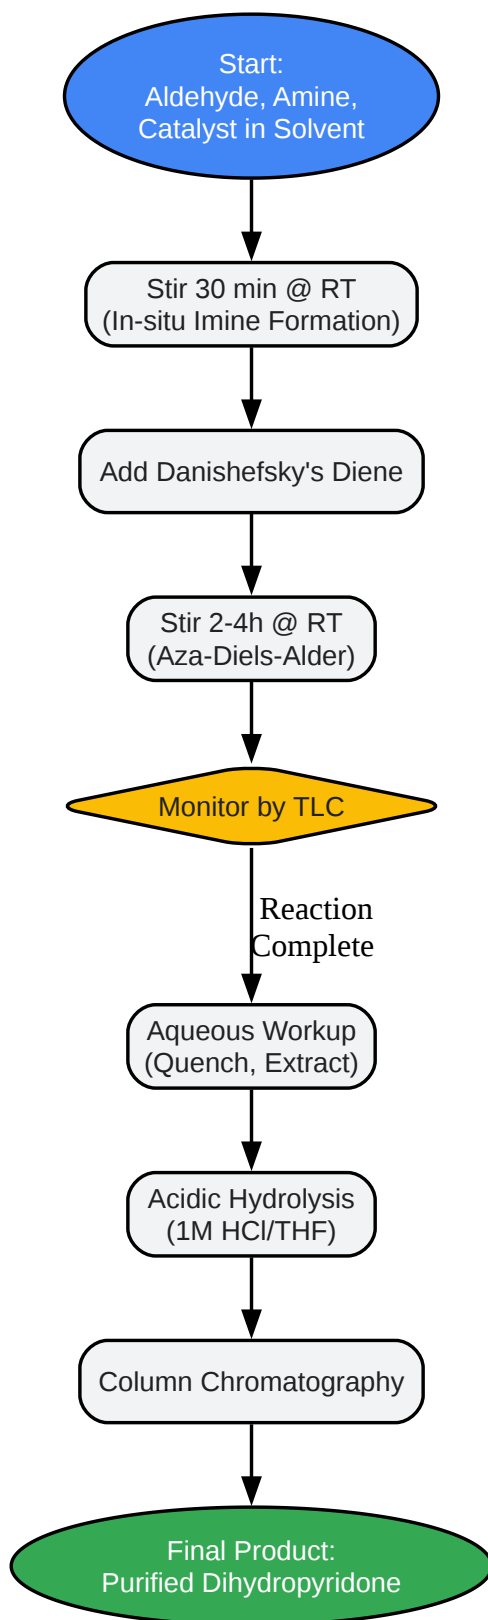 Start:
Aldehyde, Amine,
Catalyst in Solvent
Stir 30 min @ RT
(In-situ Imine Formation)
Add Danishefsky's Diene
Stir 2-4h @ RT
(Aza-Diels-Alder)
Monitor by TLC
Reaction
Complete
Aqueous Workup
(Quench, Extract)
Acidic Hydrolysis
(1M HCl/THF)
Column Chromatography
Final Product:
Purified Dihydropyridone